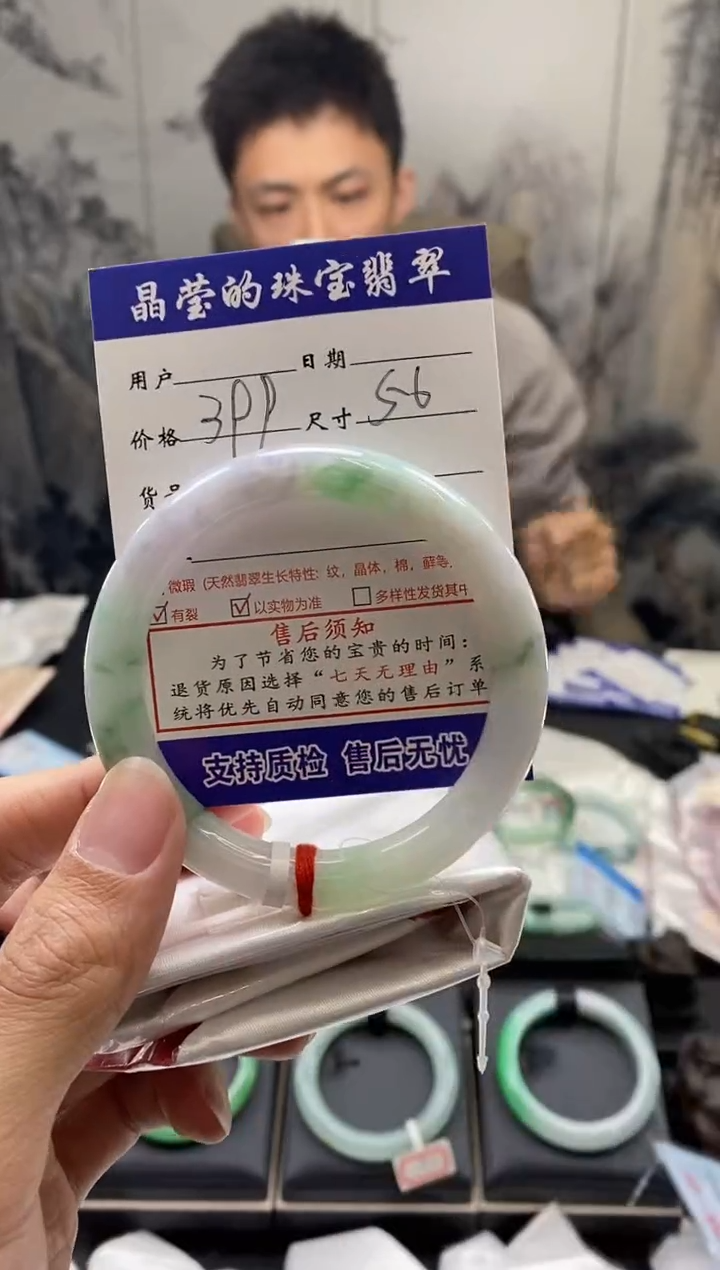 晶莹的珠宝翡翠
用户 日期
价格 3PP 尺寸 56
货号
微瑕（天然翡翠生长特性：纹，晶体，棉，藓等.
☑有裂 ☑以实物为准 □多样性发货其中
售后须知
为了节省您的宝贵的时间：
退货原因选择“七天无理由”系
统将优先自动同意您的售后订单
支持质检 售后无忧